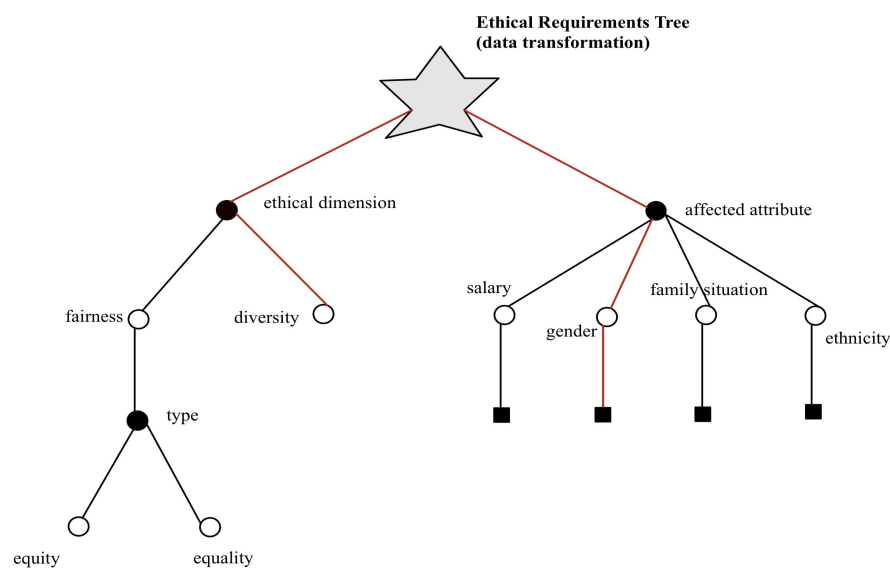 Ethical Requirements Tree
(data transformation)
ethical dimension
affected attribute
salary
family situation
fairness
diversity
gender
ethnicity
type
equity
equality